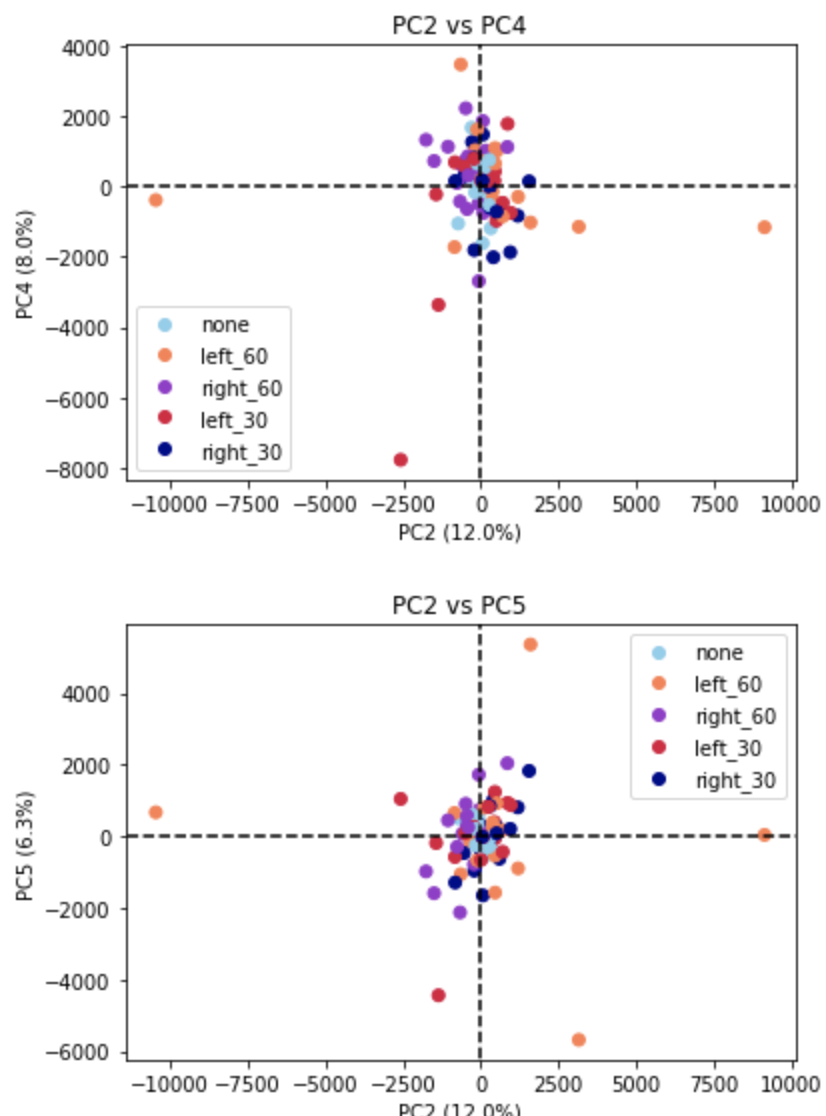 PC2 vs PC4
4000
2000
0
−2000
−4000
−6000
−8000
PC4 (8.0%)
none
left_60
right_60
left_30
right_30
−10000 −7500 −5000 −2500 0 2500 5000 7500 10000
PC2 (12.0%)
PC2 vs PC5
4000
2000
0
−2000
−4000
−6000
PC5 (6.3%)
none
left_60
right_60
left_30
right_30
−10000 −7500 −5000 −2500 0 2500 5000 7500 10000
PC2 (12.0%)